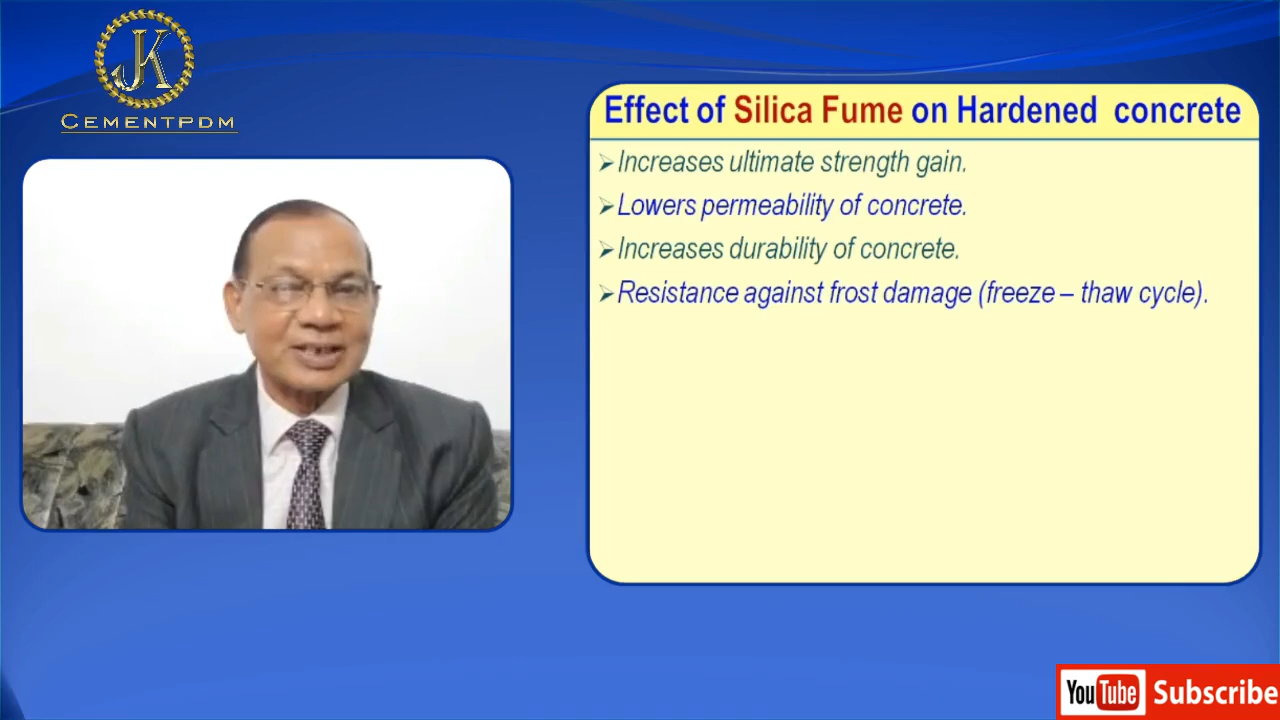 JK
CEMENTPDM
Effect of Silica Fume on Hardened concrete
➢Increases ultimate strength gain.
➢Lowers permeability of concrete.
➢Increases durability of concrete.
➢Resistance against frost damage (freeze – thaw cycle).
YouTube Subscribe